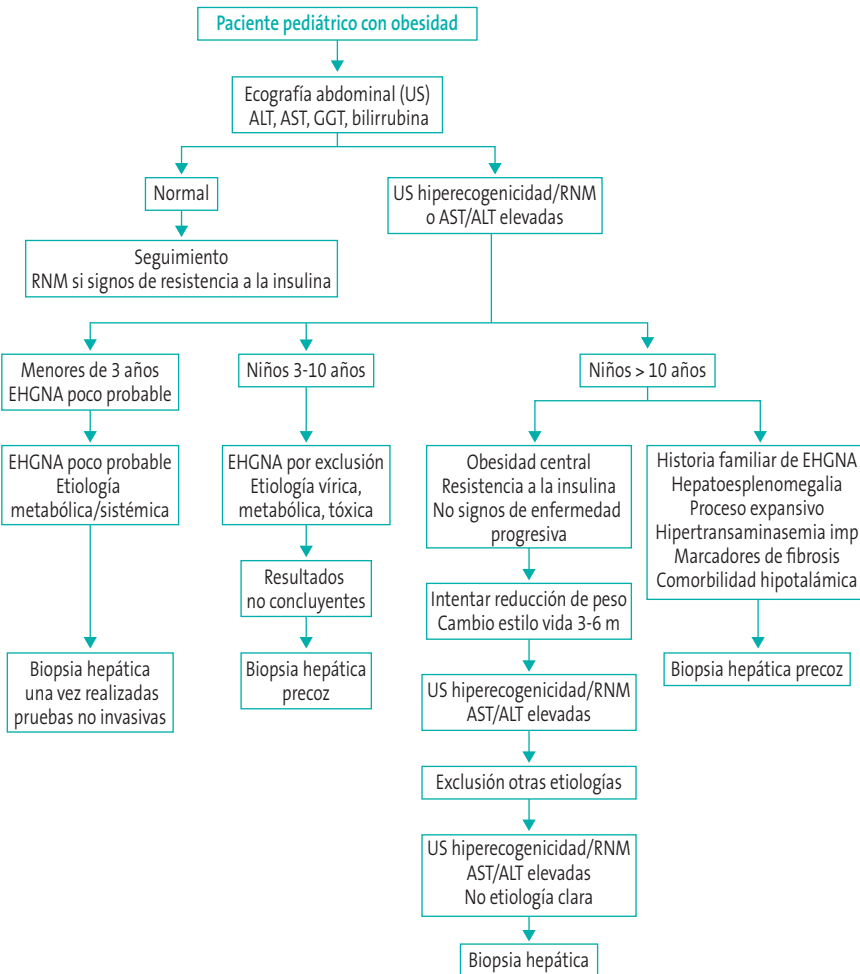 Paciente pediátrico con obesidad
Ecografía abdominal (US)
ALT, AST, GGT, bilirrubina
Normal
US hiperecogenicidad/RNM
o AST/ALT elevadas
Seguimiento
RNM si signos de resistencia a la insulina
Menores de 3 años
EHGNA poco probable
Niños 3-10 años
Niños > 10 años
EHGNA poco probable
Etiología
metabólica/sistémica
EHGNA por exclusión
Etiología vírica,
metabólica, tóxica
Obesidad central
Resistencia a la insulina
No signos de enfermedad
progresiva
Historia familiar de EHGNA
Hepatoesplenomegalia
Proceso expansivo
Hipertransaminasemia imp
Marcadores de fibrosis
Comorbilidad hipotalámica
Resultados
no concluyentes
Intentar reducción de peso
Cambio estilo vida 3-6 m
Biopsia hepática
una vez realizadas
pruebas no invasivas
Biopsia hepática
precoz
US hiperecogenicidad/RNM
AST/ALT elevadas
Biopsia hepática precoz
Exclusión otras etiologías
US hiperecogenicidad/RNM
AST/ALT elevadas
No etiología clara
Biopsia hepática